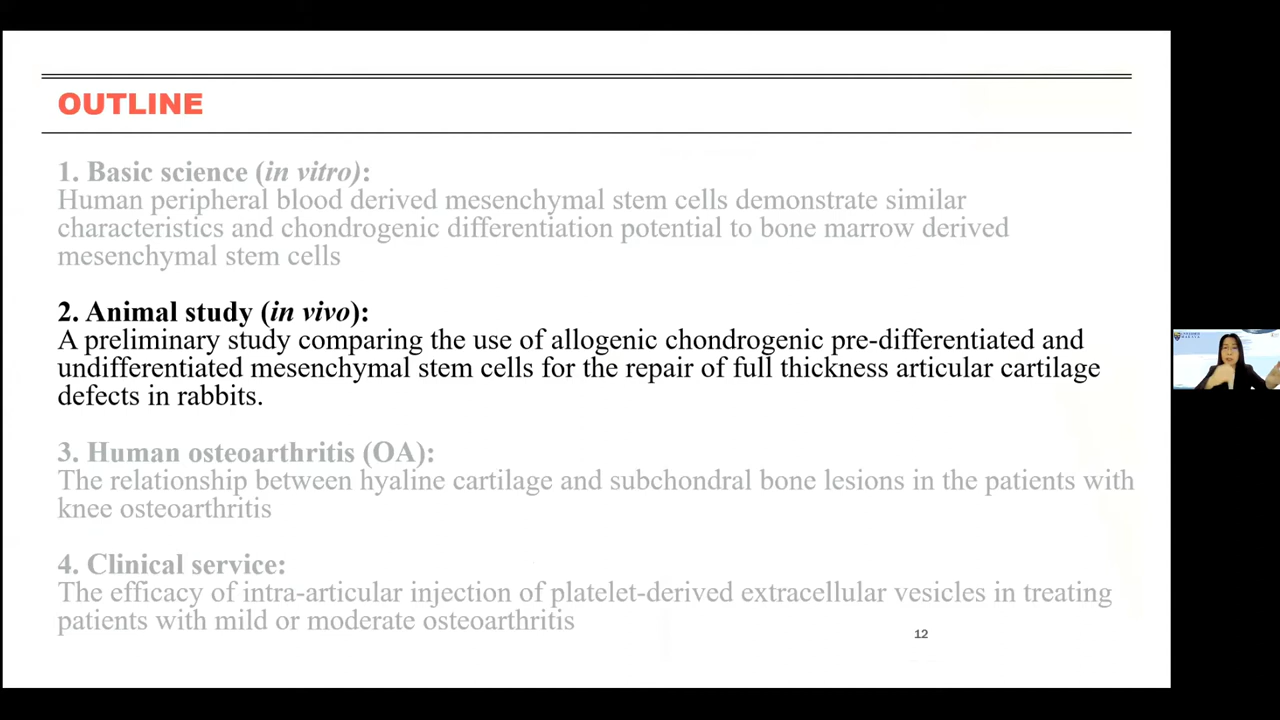 OUTLINE
1. Basic science (in vitro):
Human peripheral blood derived mesenchymal stem cells demonstrate similar
characteristics and chondrogenic differentiation potential to bone marrow derived
mesenchymal stem cells
2. Animal study (in vivo):
A preliminary study comparing the use of allogenic chondrogenic pre-differentiated and
undifferentiated mesenchymal stem cells for the repair of full thickness articular cartilage
defects in rabbits.
3. Human osteoarthritis (OA):
The relationship between hyaline cartilage and subchondral bone lesions in the patients with
knee osteoarthritis
4. Clinical service:
The efficacy of intra-articular injection of platelet-derived extracellular vesicles in treating
patients with mild or moderate osteoarthritis
12